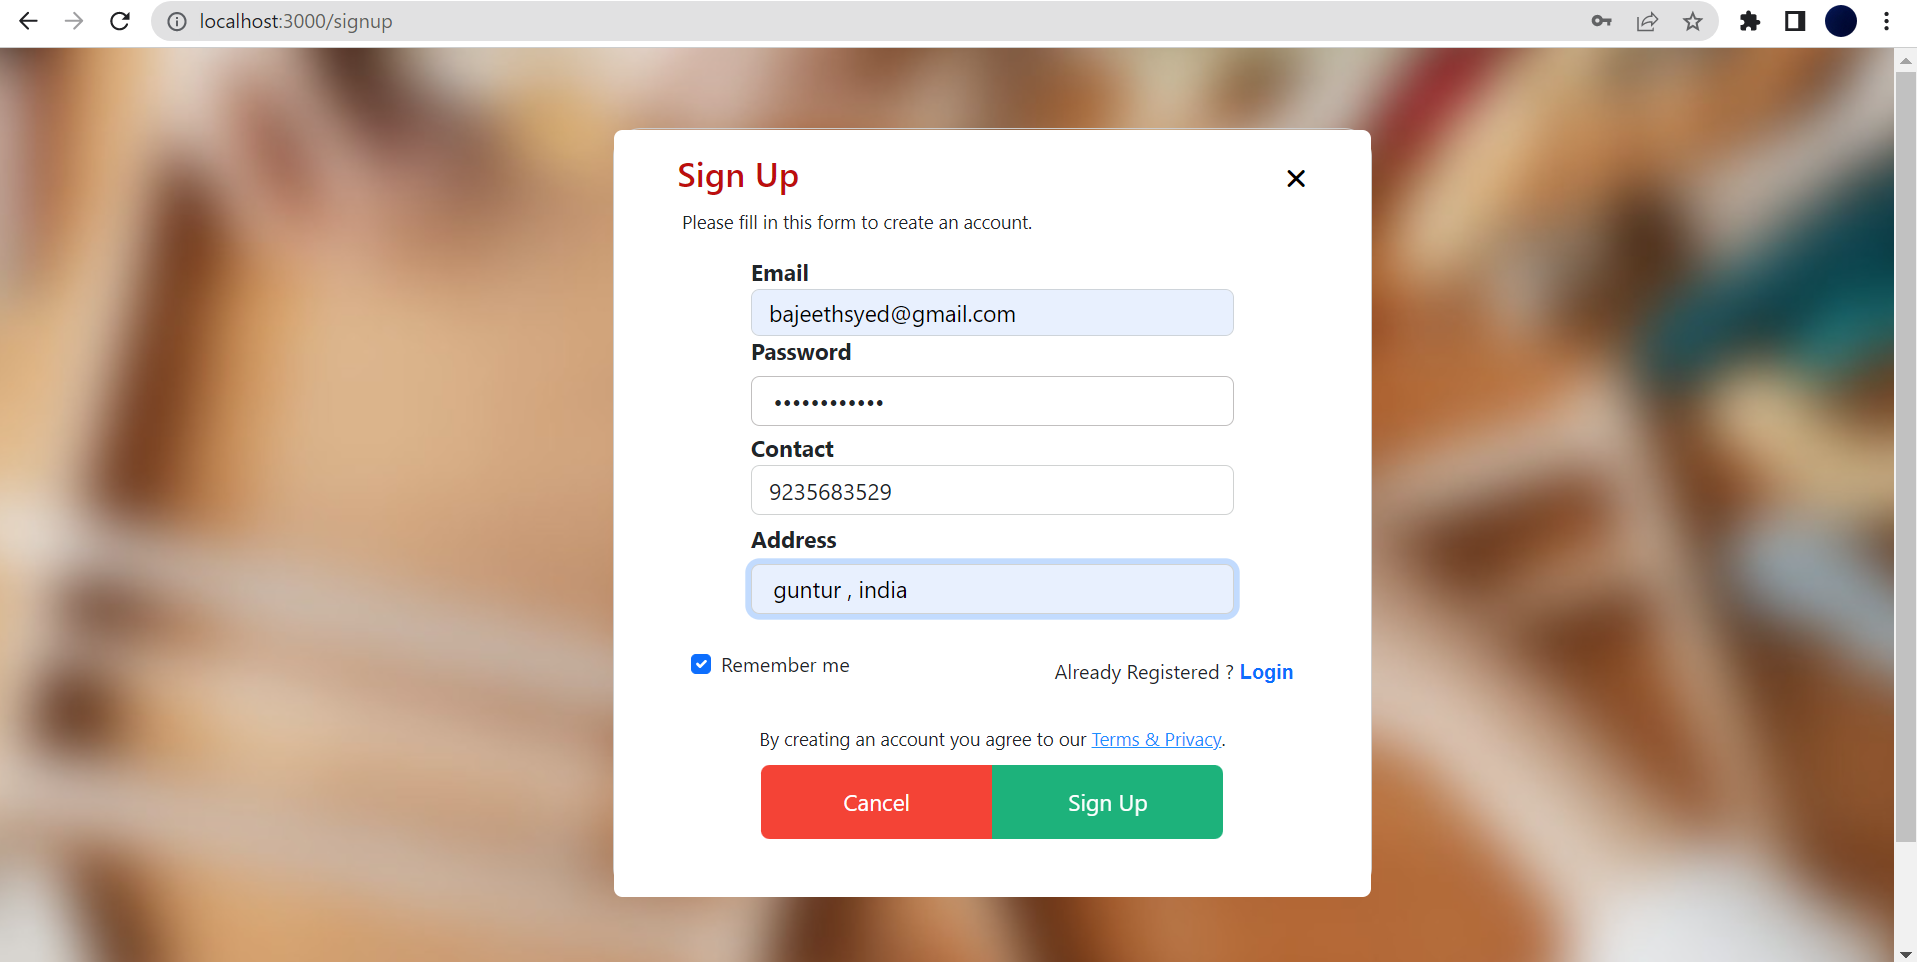 localhost:3000/signup
Sign Up
Please fill in this form to create an account.
Email
bajeethsyed@gmail.com
Password
••••••••••••
Contact
9235683529
Address
guntur , india
Remember me
Already Registered ? Login
By creating an account you agree to our Terms & Privacy.
Cancel
Sign Up